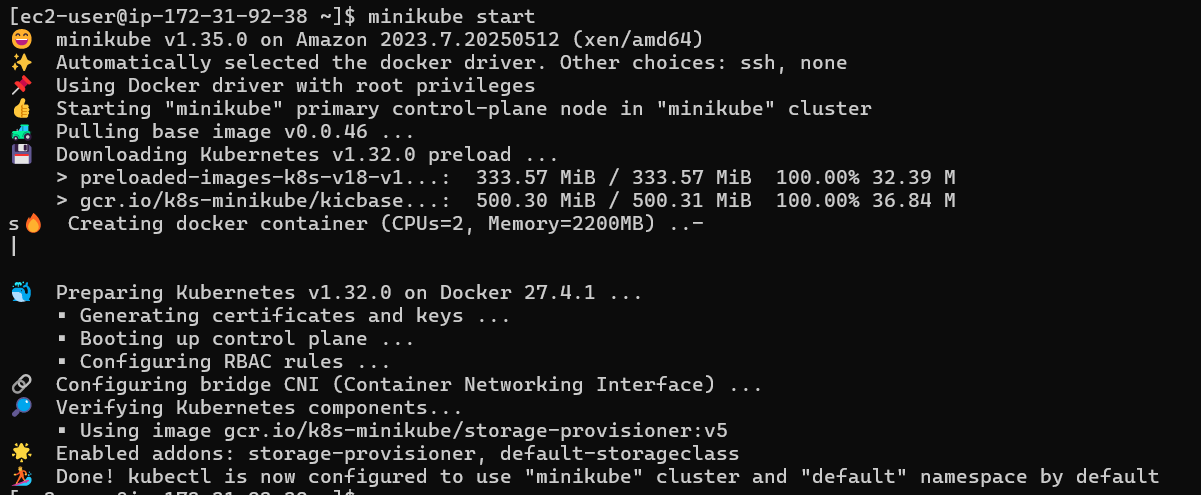 [ec2-user@ip-172-31-92-38 ~]$ minikube start
😄  minikube v1.35.0 on Amazon 2023.7.20250512 (xen/amd64)
✨  Automatically selected the docker driver. Other choices: ssh, none
📌  Using Docker driver with root privileges
👍  Starting "minikube" primary control-plane node in "minikube" cluster
🚜  Pulling base image v0.0.46 ...
💾  Downloading Kubernetes v1.32.0 preload ...
    > preloaded-images-k8s-v18-v1...:  333.57 MiB / 333.57 MiB  100.00% 32.39 M
    > gcr.io/k8s-minikube/kicbase...:  500.30 MiB / 500.31 MiB  100.00% 36.84 M
s🔥  Creating docker container (CPUs=2, Memory=2200MB) ..-
|
🐳  Preparing Kubernetes v1.32.0 on Docker 27.4.1 ...
    ▪ Generating certificates and keys ...
    ▪ Booting up control plane ...
    ▪ Configuring RBAC rules ...
🔗  Configuring bridge CNI (Container Networking Interface) ...
🔎  Verifying Kubernetes components...
    ▪ Using image gcr.io/k8s-minikube/storage-provisioner:v5
🌟  Enabled addons: storage-provisioner, default-storageclass
🏄  Done! kubectl is now configured to use "minikube" cluster and "default" namespace by default